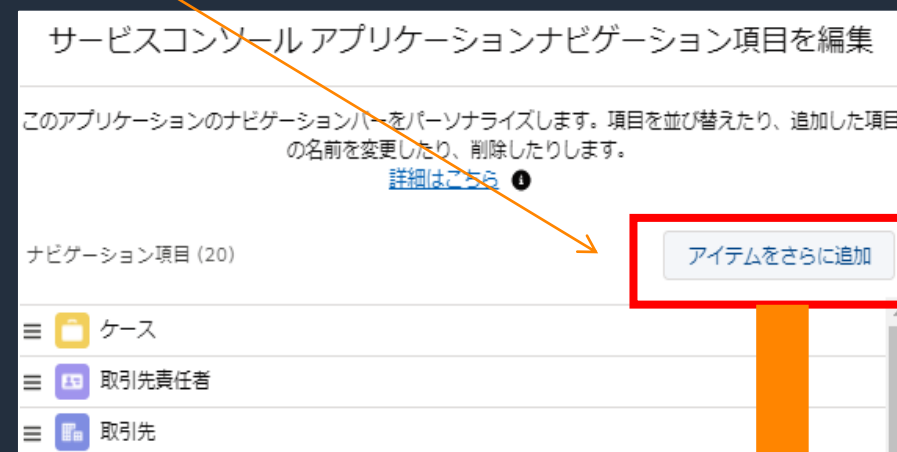 サービスコンソール アプリケーションナビゲーション項目を編集
このアプリケーションのナビゲーションバーをパーソナライズします。項目を並び替えたり、追加した項目
の名前を変更したり、削除したりします。
詳細はこちら
ナビゲーション項目 (20)
アイテムをさらに追加
ケース
取引先責任者
取引先